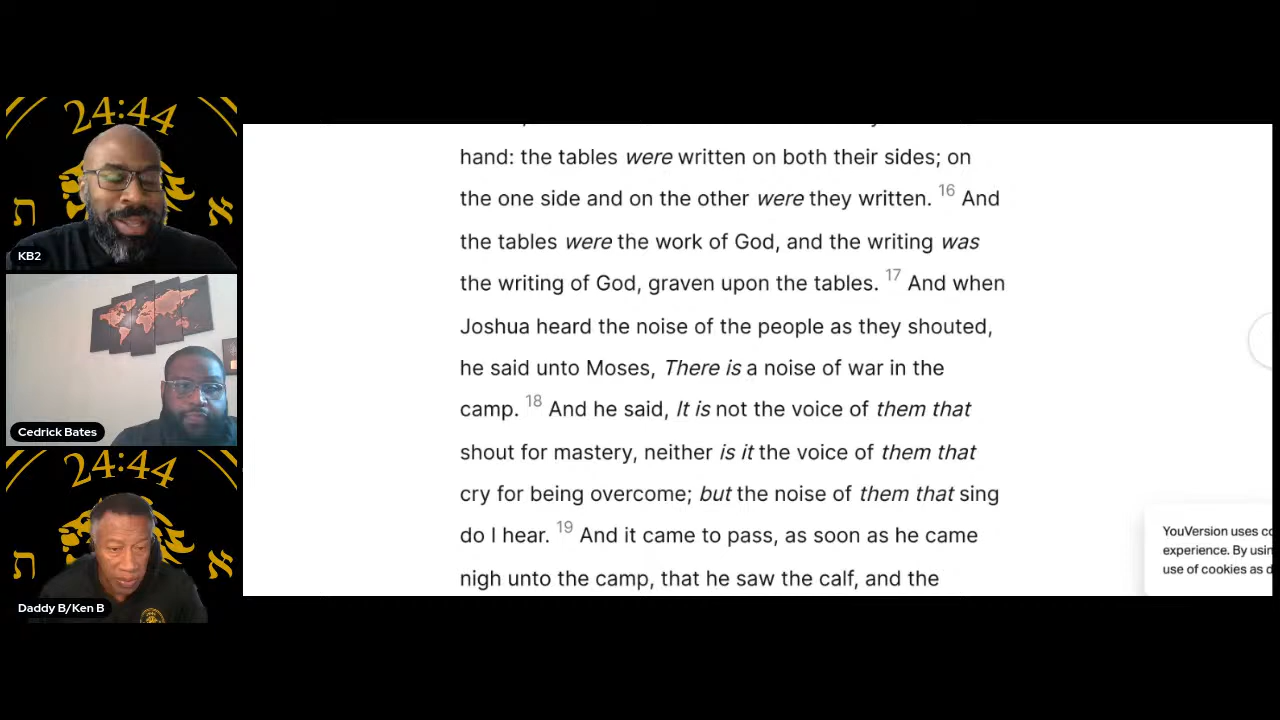 24:44
ת
א
KB2
Cedrick Bates
24:44
ת
א
Daddy B/Ken B
hand: the tables were written on both their sides; on
the one side and on the other were they written. 16 And
the tables were the work of God, and the writing was
the writing of God, graven upon the tables. 17 And when
Joshua heard the noise of the people as they shouted,
he said unto Moses, There is a noise of war in the
camp. 18 And he said, It is not the voice of them that
shout for mastery, neither is it the voice of them that
cry for being overcome; but the noise of them that sing
do I hear. 19 And it came to pass, as soon as he came
nigh unto the camp, that he saw the calf, and the
YouVersion uses
experience. By
use of cookies as